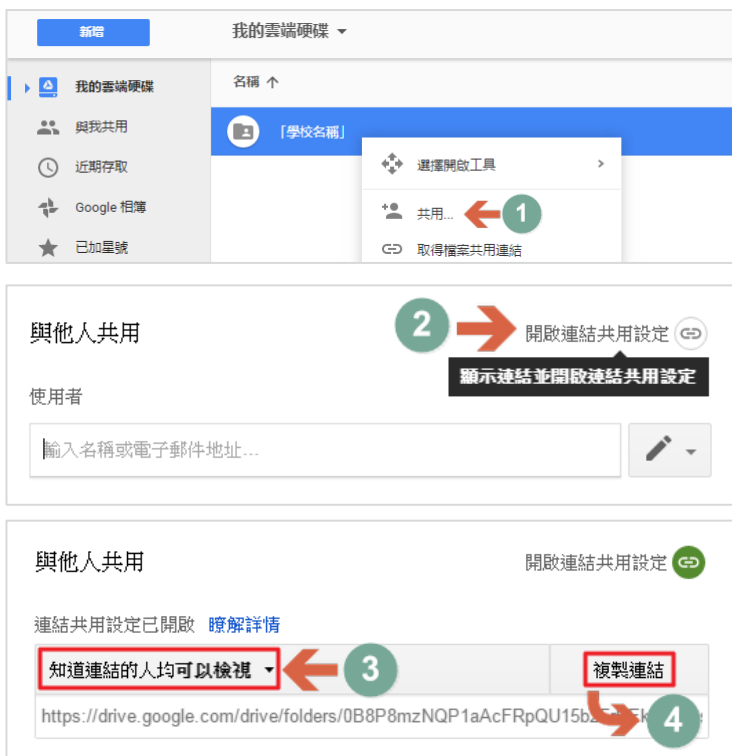 新增
我的雲端硬碟
我的雲端硬碟
名稱
與我共用
「學校名稱」
近期存取
選擇開啟工具
Google 相簿
共用... 1
已加星號
取得檔案共用連結
與他人共用
2 開啟連結共用設定
顯示連結並開啟連結共用設定
使用者
輸入名稱或電子郵件地址...
與他人共用
開啟連結共用設定
連結共用設定已開啟 瞭解詳情
知道連結的人均可以檢視 3 複製連結
https://drive.google.com/drive/folders/0B8P8mzNQP1aAcFRpQU15b
4